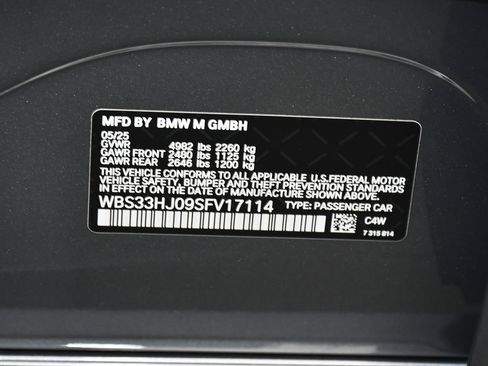 MFD BY BMW M GMBH
05/25
GVWR 4982 lbs 2260 kg
GAWR FRONT 2480 lbs 1125 kg
GAWR REAR 2646 lbs 1200 kg
THIS VEHICLE CONFORMS TO ALL APPLICABLE U.S. FEDERAL MOTOR
VEHICLE SAFETY, BUMPER, AND THEFT PREVENTION
STANDARDS IN EFFECT ON THE DATE OF MANUFACTURE SHOWN ABOVE.
WBS33HJ09SFV17114 TYPE: PASSENGER CAR
C4W
7 315 814